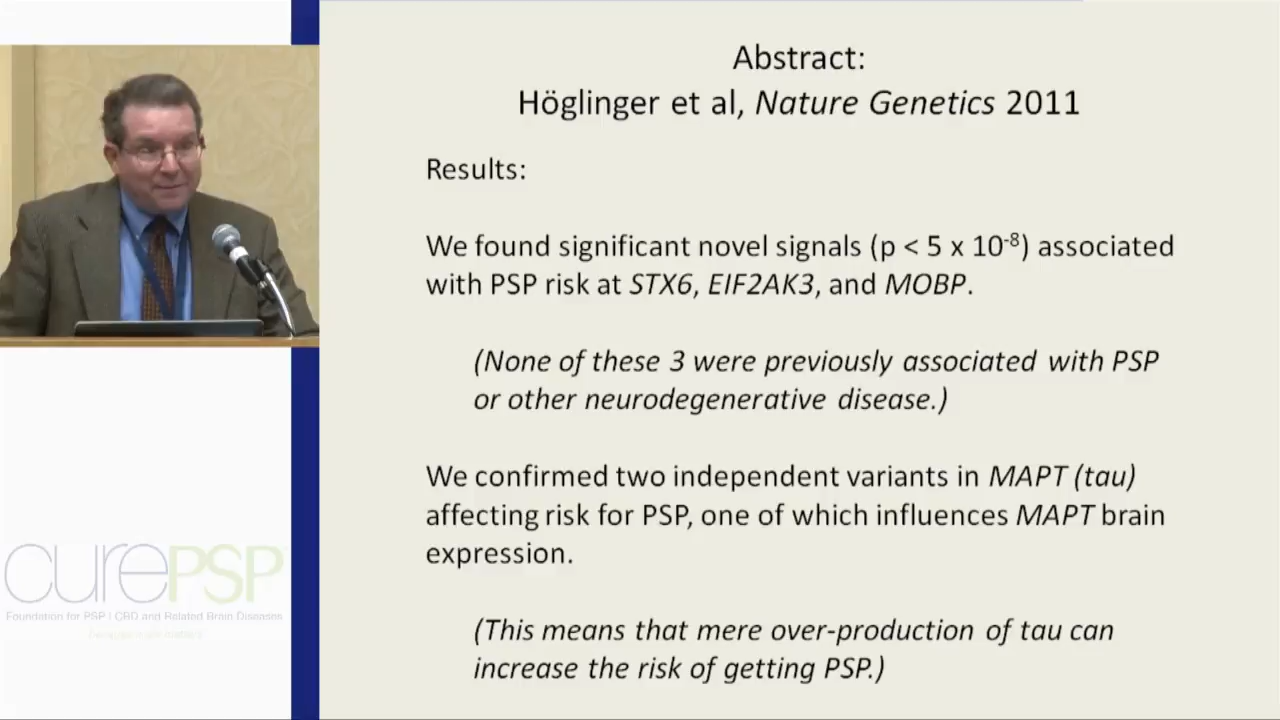 Abstract:
Höglinger et al, Nature Genetics 2011
Results:
We found significant novel signals (p < 5 x 10-8) associated
with PSP risk at STX6, EIF2AK3, and MOBP.
(None of these 3 were previously associated with PSP
or other neurodegenerative disease.)
We confirmed two independent variants in MAPT (tau)
affecting risk for PSP, one of which influences MAPT brain
expression.
(This means that mere over-production of tau can
increase the risk of getting PSP.)
curePSP
Foundation for PSP | CBD and Related Brain Diseases